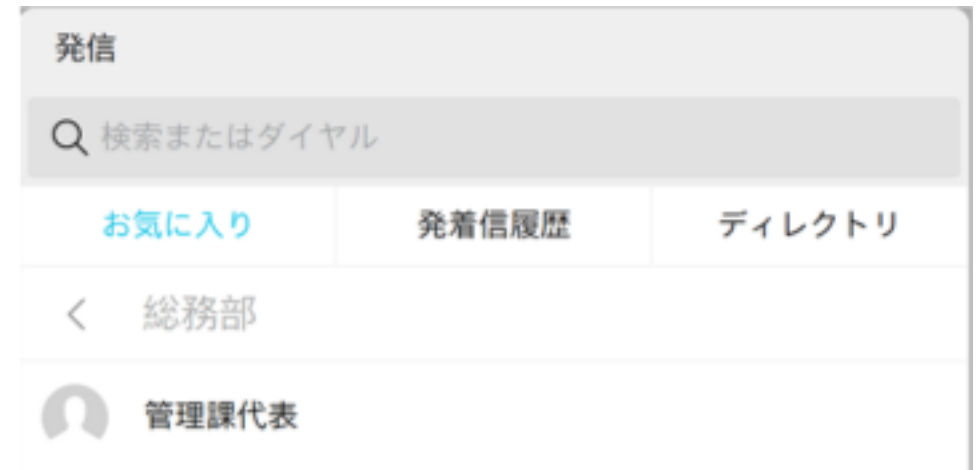 発信
検索またはダイヤル
お気に入り 発着信履歴 ディレクトリ
総務部
管理課代表